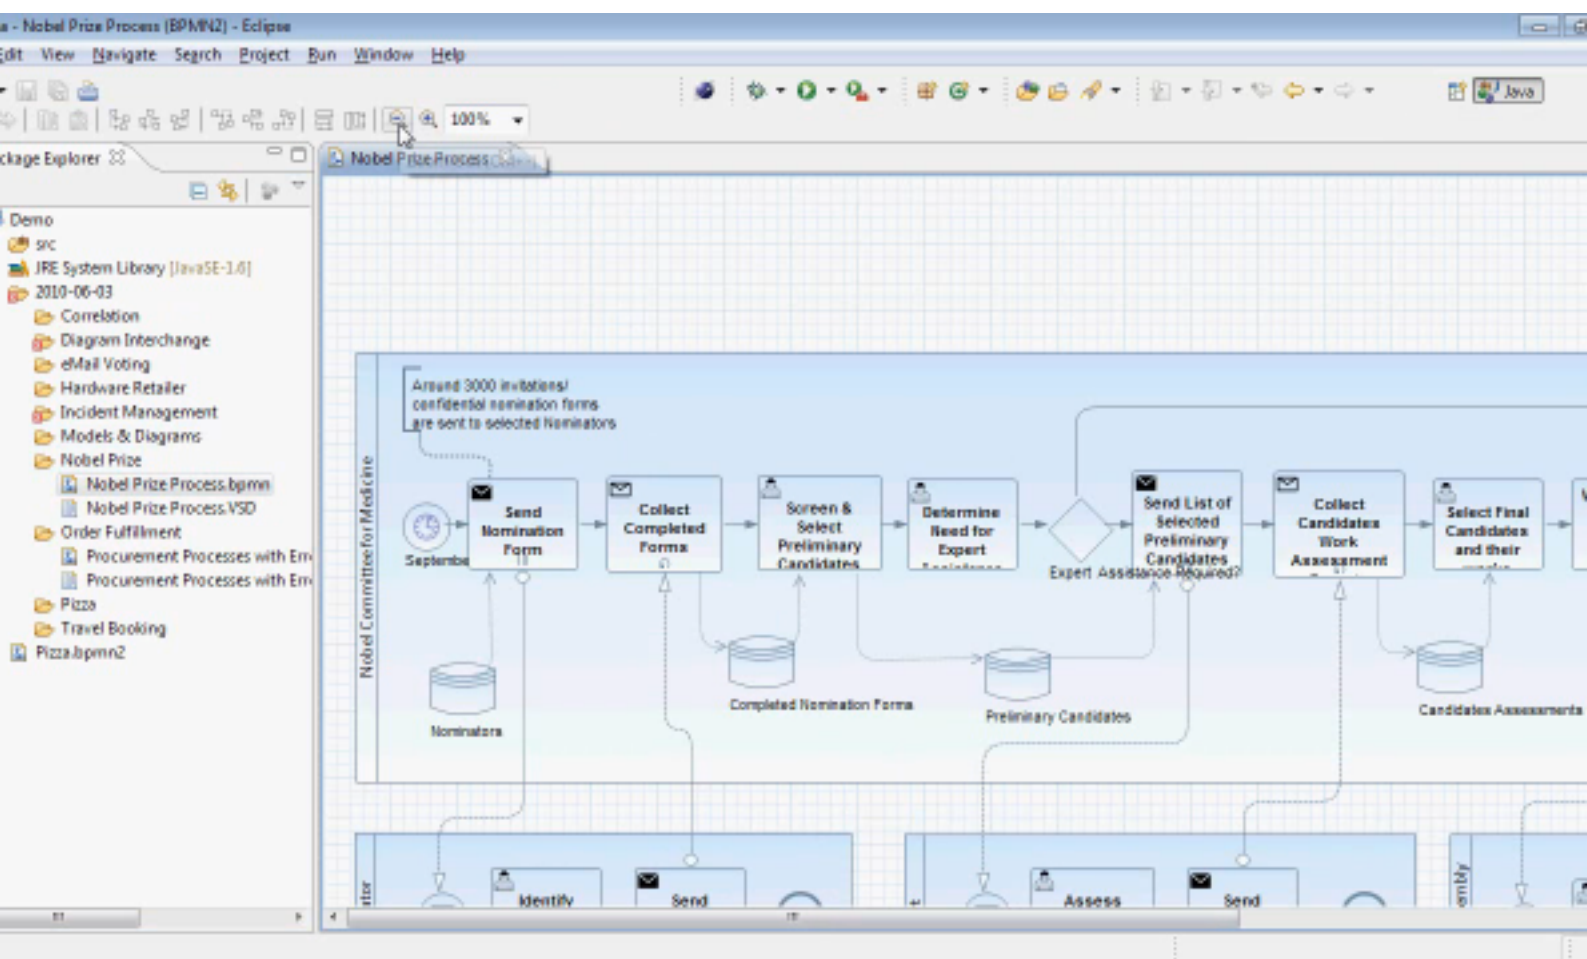 - Nobel Prize Process (BPMN2) - Eclipse
Edit View Navigate Search Project Run Window Help
Java
100%
ckage Explorer
Nobel Prize Process
Demo
src
JRE System Library [JavaSE-1.6]
2010-06-03
Correlation
Diagram Interchange
eMail Voting
Hardware Retailer
Incident Management
Models & Diagrams
Nobel Prize
Nobel Prize Process.bpmn
Nobel Prize Process.VSD
Order Fulfillment
Procurement Processes with Err
Procurement Processes with Err
Pizza
Travel Booking
Pizza.bpmn2
Around 3000 invitations/
confidential nomination forms
are sent to selected Nominators
Nobel Committee for Medicine
Septembe
Send
Nomination
Form
Collect
Completed
Forms
Screen &
Select
Preliminary
Candidates
Determine
Need for
Expert
Expert Assistance Required?
Send List of
Selected
Preliminary
Candidates
Collect
Candidates
Work
Assessment
Select Final
Candidates
and their
Nominators
Completed Nomination Forms
Preliminary Candidates
Candidates Assessments
Identify
Send
Assess
Send
embly